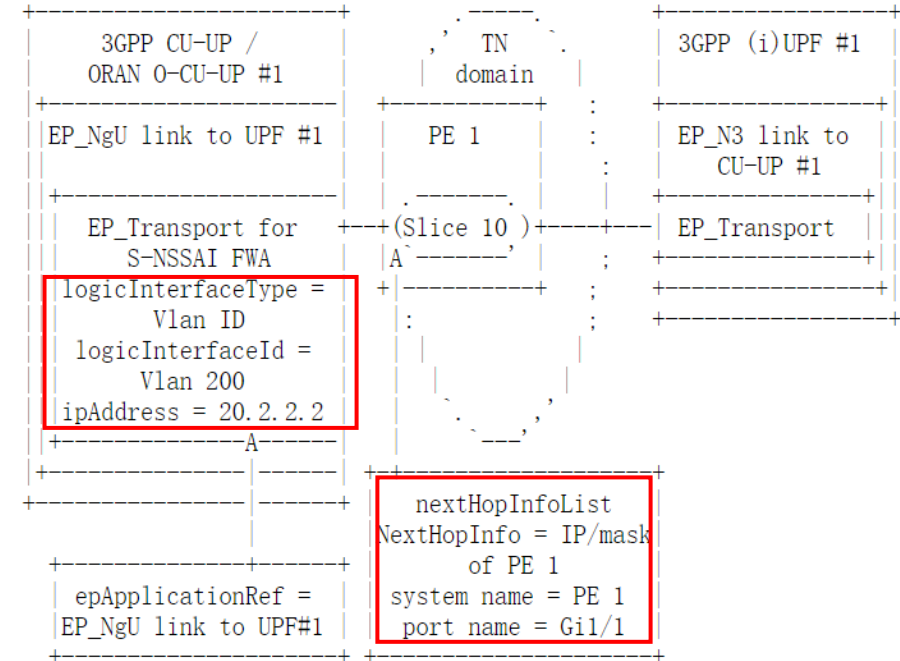 3GPP CU-UP /
ORAN O-CU-UP #1
TN
domain
3GPP (i)UPF #1
EP_NgU link to UPF #1
PE 1
EP_N3 link to
CU-UP #1
EP_Transport for
S-NSSAI FWA
(Slice 10 )
EP_Transport
logicInterfaceType =
Vlan ID
logicInterfaceId =
Vlan 200
ipAddress = 20.2.2.2
nextHopInfoList
NextHopInfo = IP/mask
of PE 1
system name = PE 1
port name = Gi1/1
epApplicationRef =
EP_NgU link to UPF#1